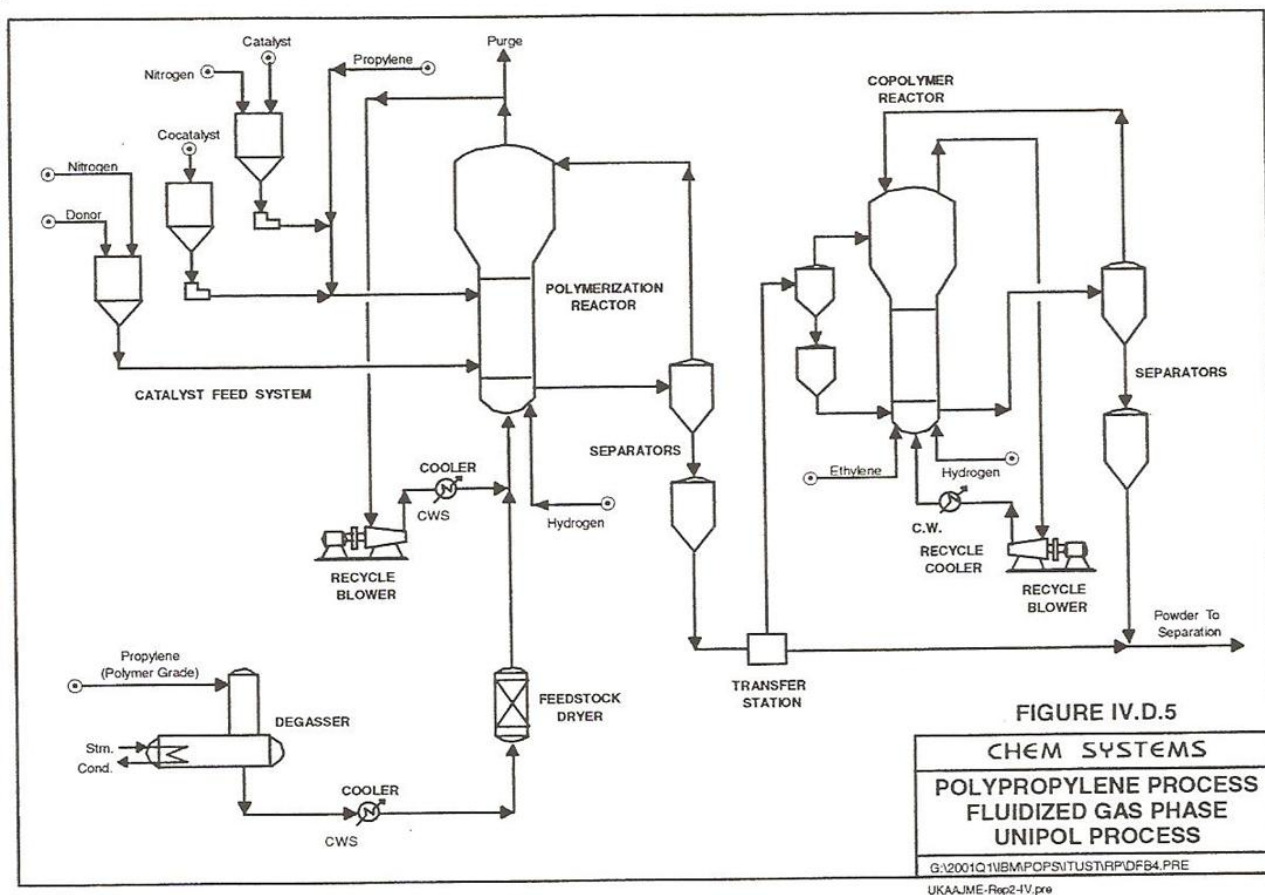 Catalyst
Nitrogen
Propylene
Purge
Cocatalyst
Nitrogen
Donor
COPOLYMER
REACTOR
POLYMERIZATION
REACTOR
CATALYST FEED SYSTEM
SEPARATORS
SEPARATORS
COOLER
CWS
Hydrogen
Ethylene
Hydrogen
C.W.
RECYCLE
COOLER
RECYCLE
BLOWER
RECYCLE
BLOWER
Powder To
Separation
Propylene
(Polymer Grade)
DEGASSER
Stm.
Cond.
COOLER
CWS
FEEDSTOCK
DRYER
TRANSFER
STATION
FIGURE IV.D.5
CHEM SYSTEMS
POLYPROPYLENE PROCESS
FLUIDIZED GAS PHASE
UNIPOL PROCESS
G:\2001Q1\IBM\POPS\ITUST\RP\DFB4.PRE
UKAAJME-Rep2-IV.pre